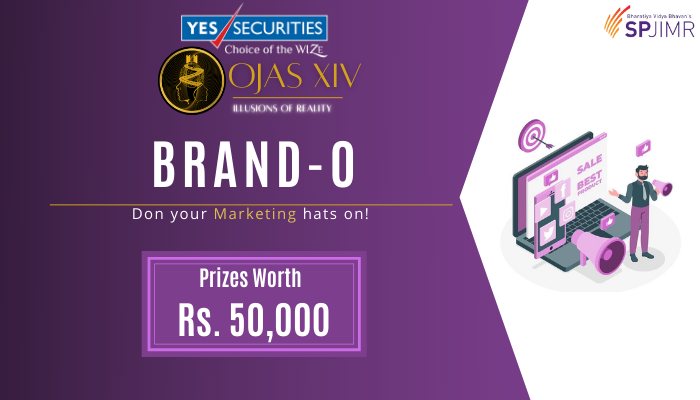 YES SECURITIES
Choice of the WIZE
OJAS XIV
ILLUSIONS OF REALITY
Bharatiya Vidya Bhavan's
SPJIMR
BRAND-O
Don your Marketing hats on!
SALE
BEST
PRODUCT
Prizes Worth
Rs. 50,000